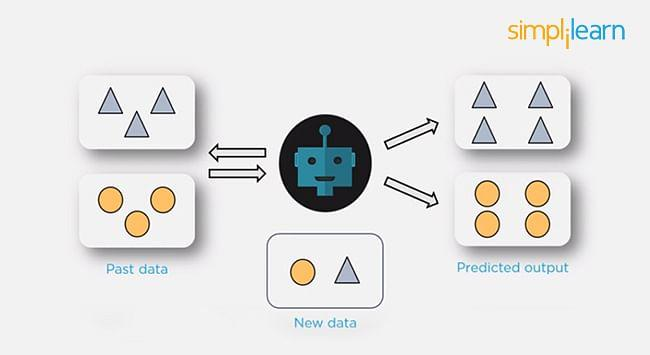 simplilearn
Past data
Predicted output
New data